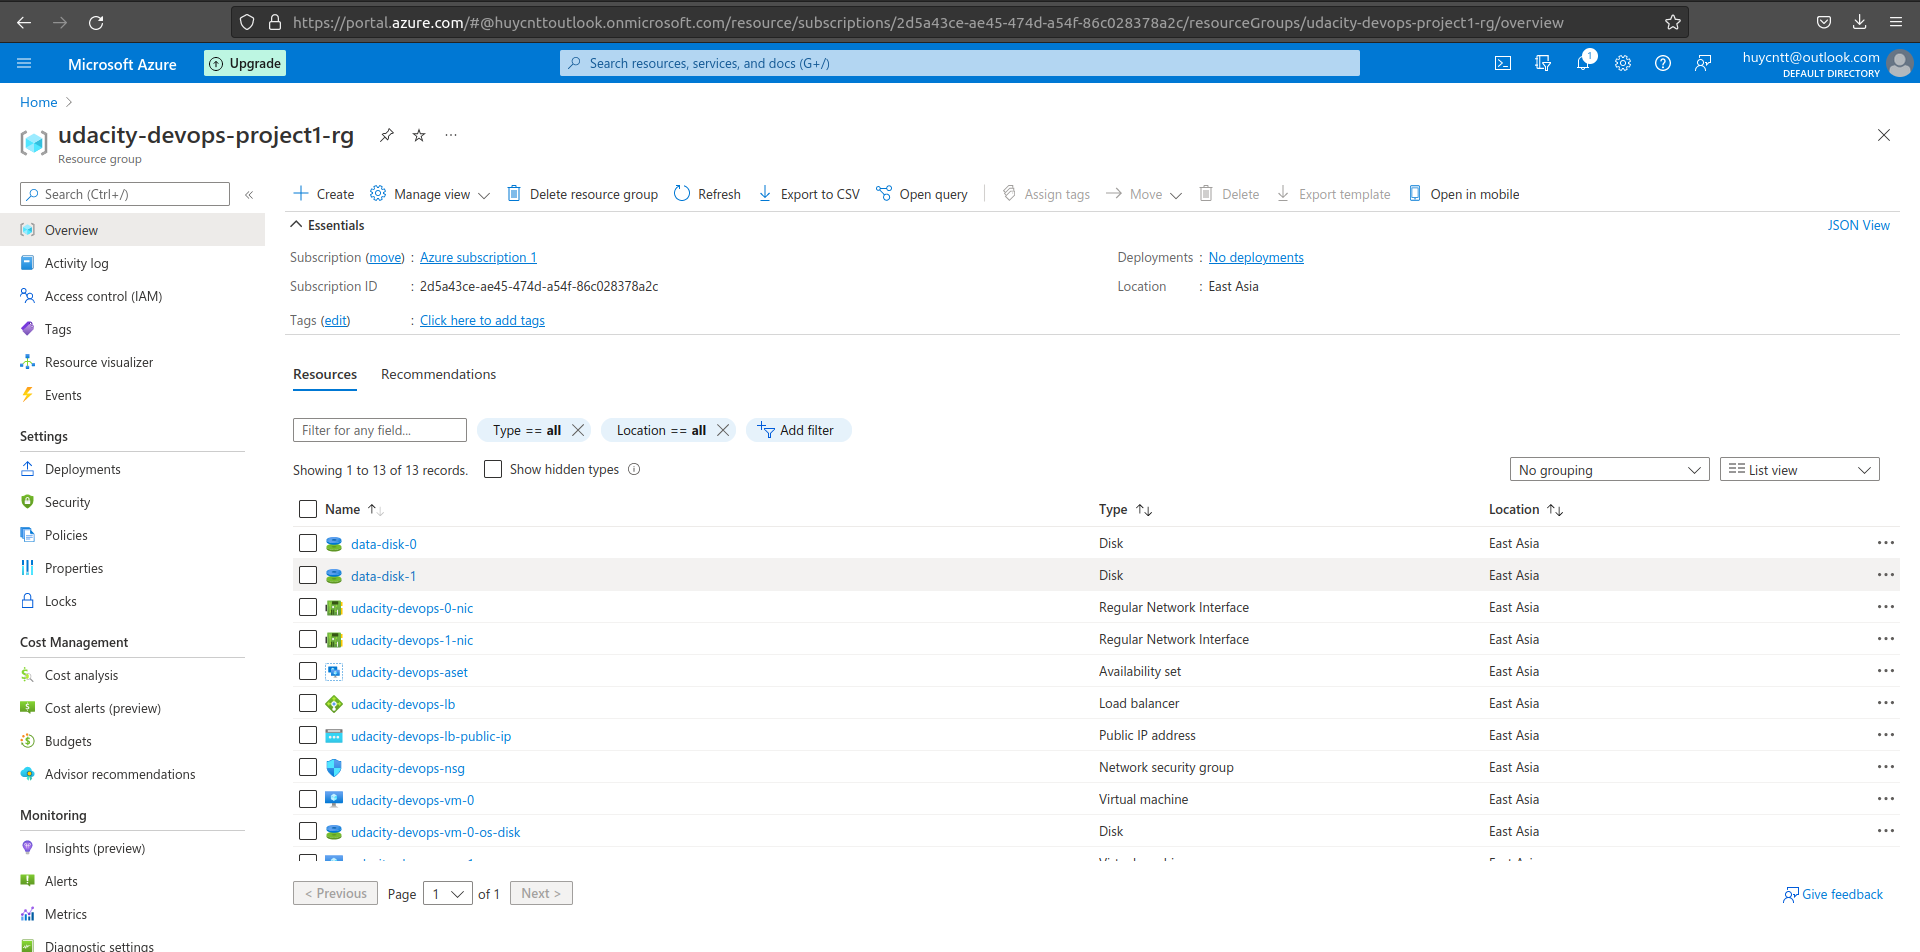 https://portal.azure.com/#@huycnttoutlook.onmicrosoft.com/resource/subscriptions/2d5a43ce-ae45-474d-a54f-86c028378a2c/resourceGroups/udacity-devops-project1-rg/overview
Microsoft Azure
Upgrade
Search resources, services, and docs (G+/)
1
huycntt@outlook.com
DEFAULT DIRECTORY
Home
udacity-devops-project1-rg
Resource group
Search (Ctrl+/)
Overview
Activity log
Access control (IAM)
Tags
Resource visualizer
Events
Settings
Deployments
Security
Policies
Properties
Locks
Cost Management
Cost analysis
Cost alerts (preview)
Budgets
Advisor recommendations
Monitoring
Insights (preview)
Alerts
Metrics
Diagnostic settings
Create Manage view Delete resource group Refresh Export to CSV Open query Assign tags Move Delete Export template Open in mobile
Essentials
JSON View
Subscription (move) : Azure subscription 1
Subscription ID : 2d5a43ce-ae45-474d-a54f-86c028378a2c
Tags (edit) : Click here to add tags
Deployments : No deployments
Location : East Asia
Resources Recommendations
Filter for any field... Type == all Location == all Add filter
Showing 1 to 13 of 13 records. Show hidden types No grouping List view
Name Type Location
data-disk-0 Disk East Asia
data-disk-1 Disk East Asia
udacity-devops-0-nic Regular Network Interface East Asia
udacity-devops-1-nic Regular Network Interface East Asia
udacity-devops-aset Availability set East Asia
udacity-devops-lb Load balancer East Asia
udacity-devops-lb-public-ip Public IP address East Asia
udacity-devops-nsg Network security group East Asia
udacity-devops-vm-0 Virtual machine East Asia
udacity-devops-vm-0-os-disk Disk East Asia
< Previous Page 1 of 1 Next >
Give feedback